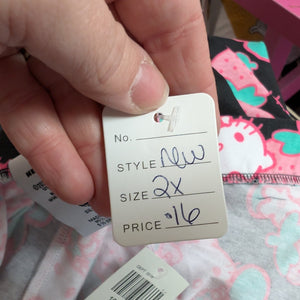 No.
STYLE New
SIZE 2X
PRICE $16